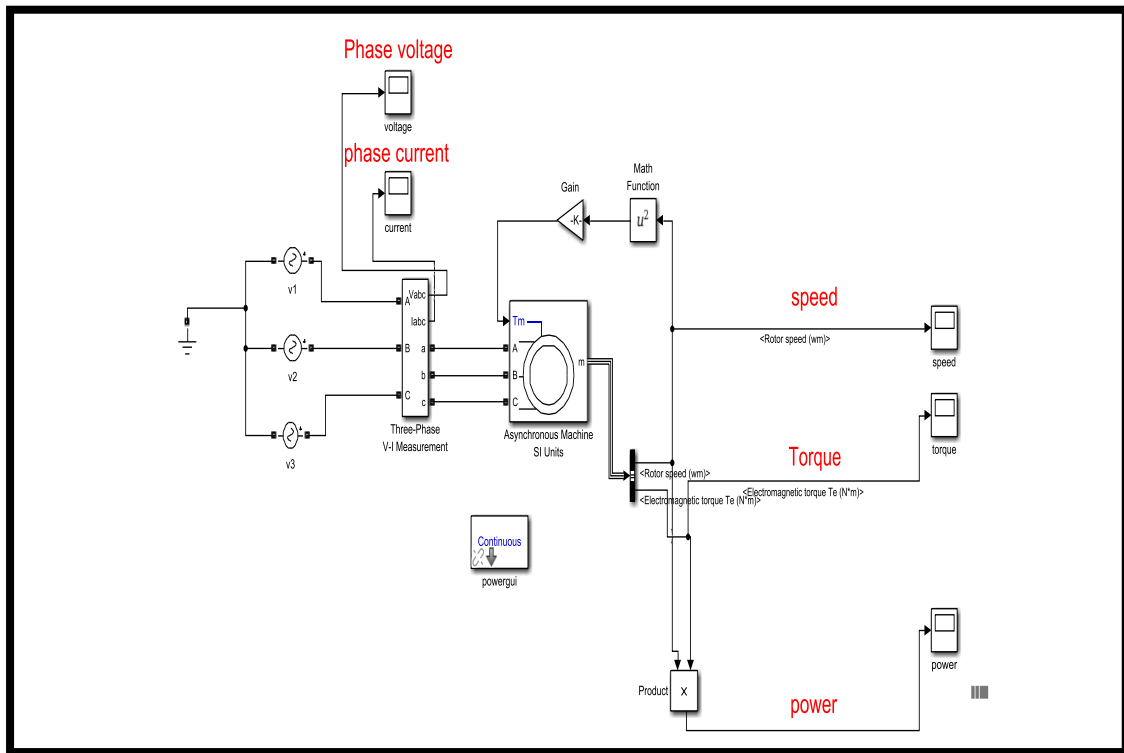 Phase voltage
voltage
phase current
current
Math
Function
Gain
-K-
u²
v1
v2
v3
Vabc
Iabc
A
B
C
a
b
c
Three-Phase
V-I Measurement
Tm
A
B
C
m
Asynchronous Machine
SI Units
speed
<Rotor speed (wm)>
speed
Torque
torque
<Rotor speed (wm)>
<Electromagnetic torque Te (N*m)>
<Electromagnetic torque Te (N*m)>
Continuous
powergui
Product
×
power
power